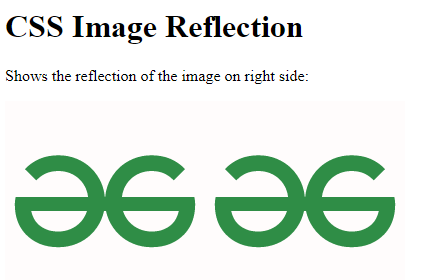 CSS Image Reflection
Shows the reflection of the image on right side: